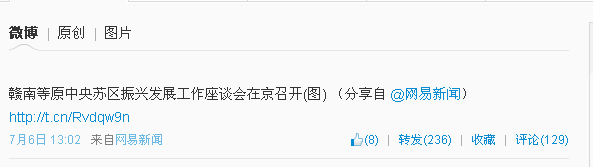 微博 | 原创 | 图片
赣南等原中央苏区振兴发展工作座谈会在京召开(图) （分享自 @网易新闻）
http://t.cn/Rvdqw9n
7月6日 13:02 来自网易新闻 (8) | 转发(236) | 收藏 | 评论(129)